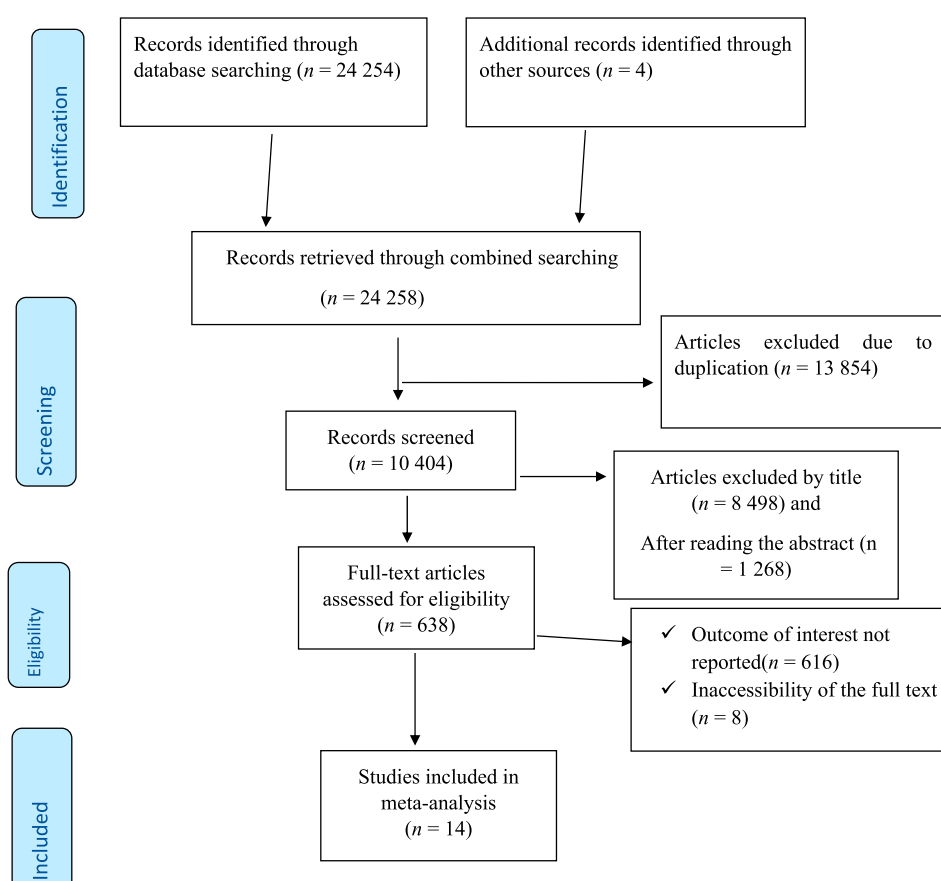 Identification
Records identified through
database searching (n = 24 254)
Additional records identified through
other sources (n = 4)
Records retrieved through combined searching
(n = 24 258)
Screening
Articles excluded due to
duplication (n = 13 854)
Records screened
(n = 10 404)
Articles excluded by title
(n = 8 498) and
After reading the abstract (n
= 1 268)
Eligibility
Full-text articles
assessed for eligibility
(n = 638)
✓ Outcome of interest not
reported(n = 616)
✓ Inaccessibility of the full text
(n = 8)
Included
Studies included in
meta-analysis
(n = 14)